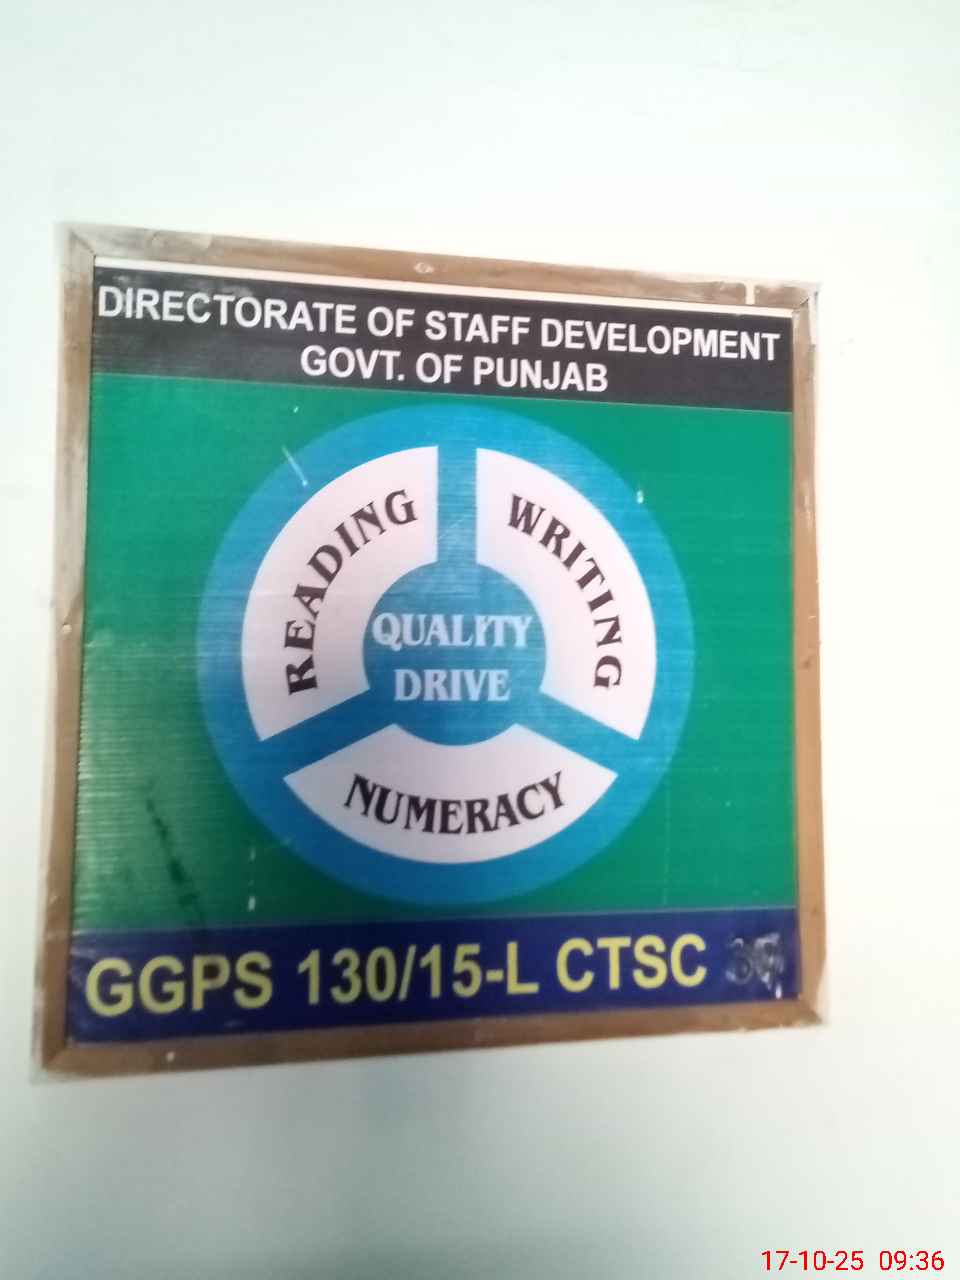 DIRECTORATE OF STAFF DEVELOPMENT
GOVT. OF PUNJAB
READING
WRITING
QUALITY
DRIVE
NUMERACY
GGPS 130/15-L CTSC
17-10-25 09:36